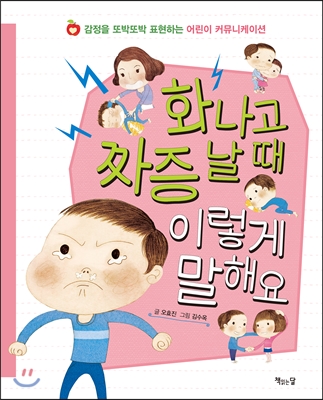 감정을 또박또박 표현하는 어린이 커뮤니케이션
화나고
짜증 날 때
이렇게
말해요
글 오효진 그림 김수옥
책읽는달